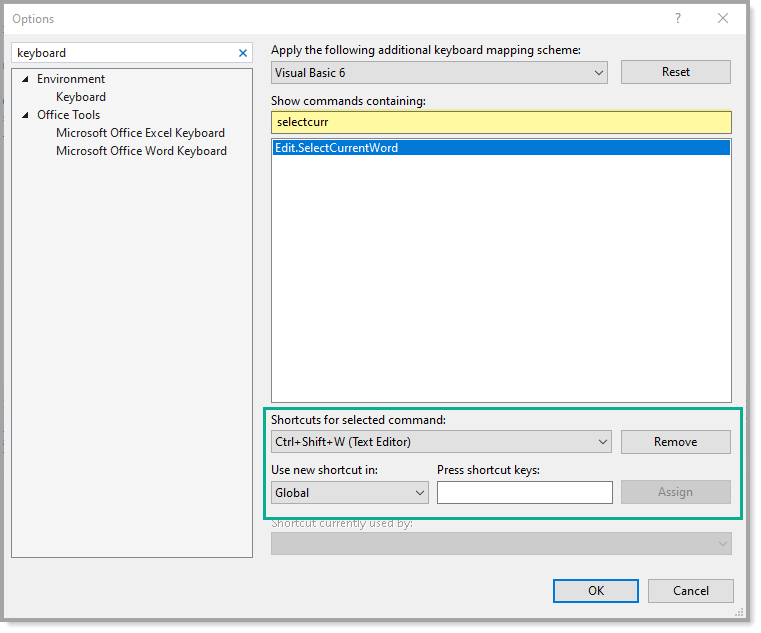 Options
keyboard
Environment
Keyboard
Office Tools
Microsoft Office Excel Keyboard
Microsoft Office Word Keyboard
Apply the following additional keyboard mapping scheme:
Visual Basic 6
Reset
Show commands containing:
selectcurr
Edit.SelectCurrentWord
Shortcuts for selected command:
Ctrl+Shift+W (Text Editor)
Remove
Use new shortcut in:
Press shortcut keys:
Global
Assign
Shortcut currently used by:
OK
Cancel